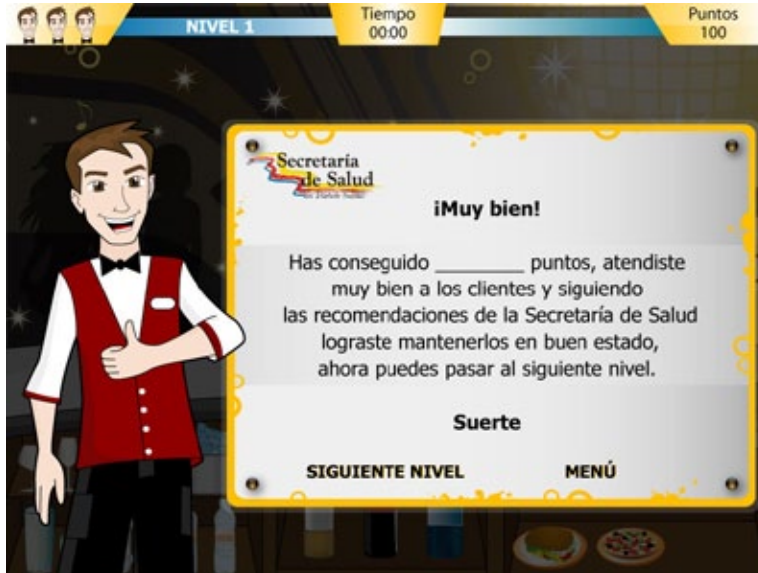 NIVEL 1
Tiempo
00:00
Puntos
100
Secretaría
de Salud
¡Muy bien!
Has conseguido ________ puntos, atendiste
muy bien a los clientes y siguiendo
las recomendaciones de la Secretaría de Salud
lograste mantenerlos en buen estado,
ahora puedes pasar al siguiente nivel.
Suerte
SIGUIENTE NIVEL
MENÚ